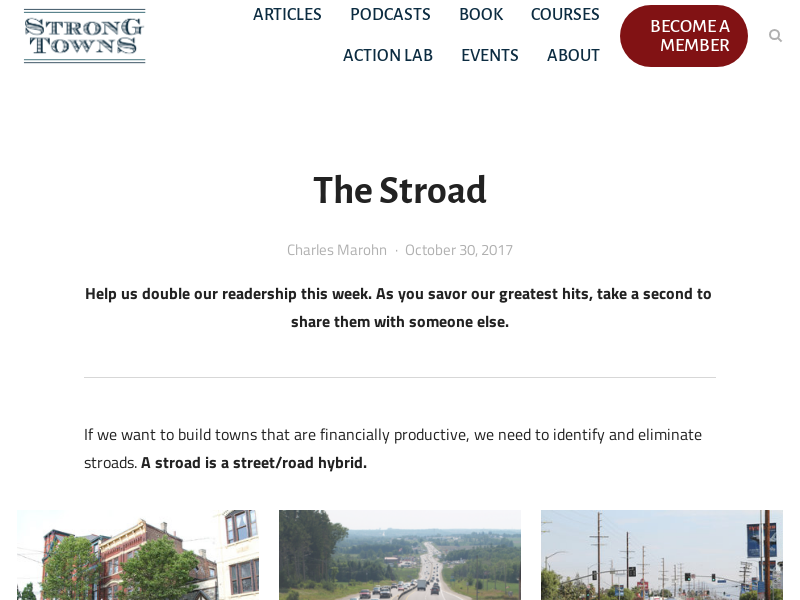 STRONG
TOWNS
ARTICLES PODCASTS BOOK COURSES
ACTION LAB EVENTS ABOUT
BECOME A
MEMBER
The Stroad
Charles Marohn · October 30, 2017
Help us double our readership this week. As you savor our greatest hits, take a second to
share them with someone else.
If we want to build towns that are financially productive, we need to identify and eliminate
stroads. A stroad is a street/road hybrid.